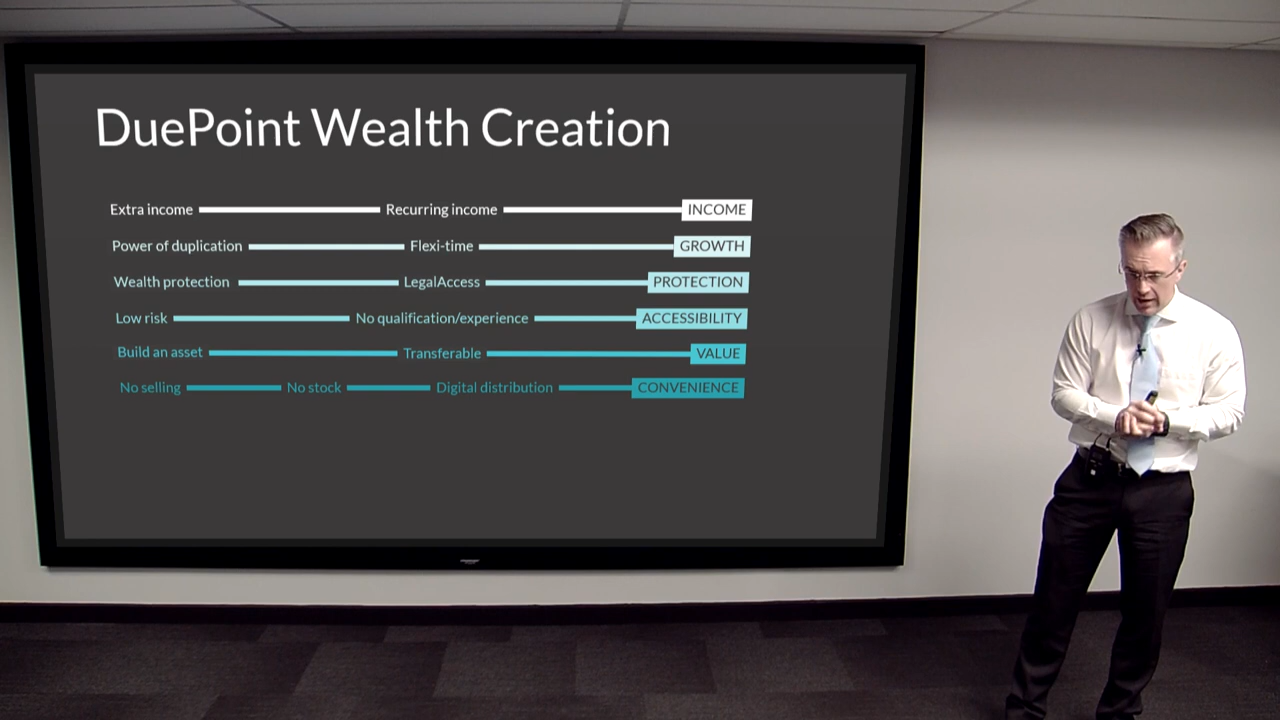 DuePoint Wealth Creation
Extra income Recurring income INCOME
Power of duplication Flexi-time GROWTH
Wealth protection LegalAccess PROTECTION
Low risk No qualification/experience ACCESSIBILITY
Build an asset Transferable VALUE
No selling No stock Digital distribution CONVENIENCE